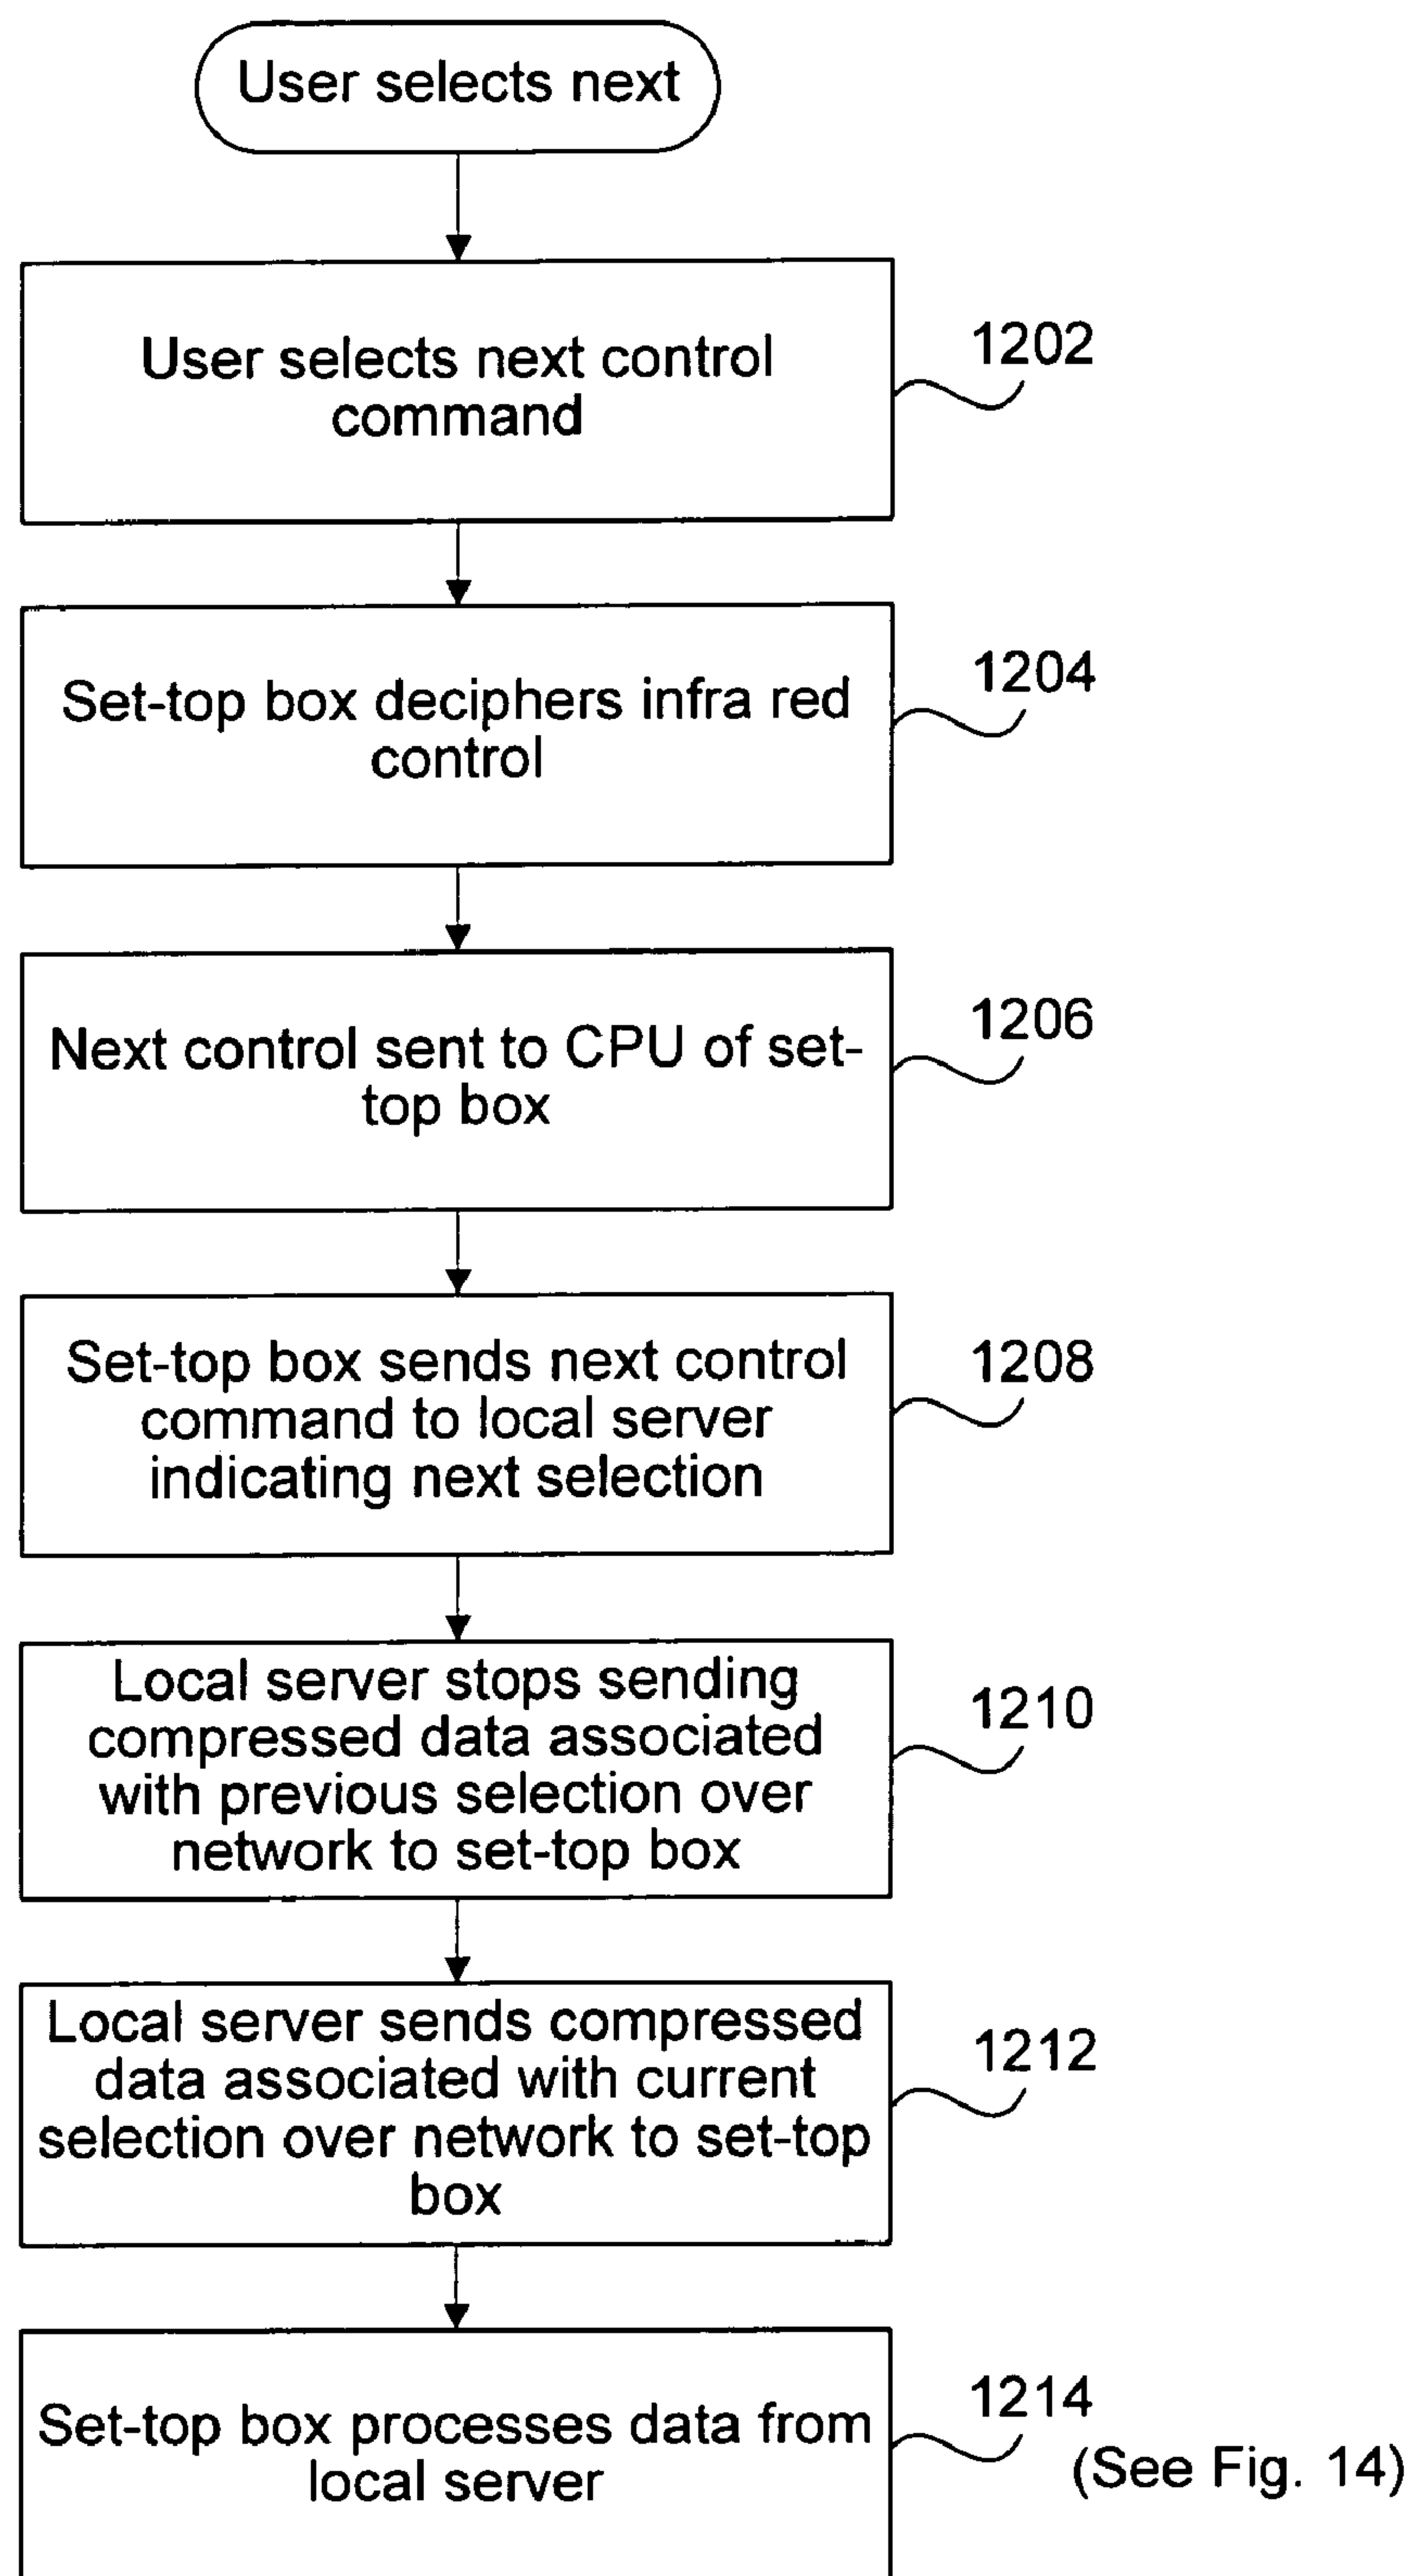 User selects next
User selects next control
command
1202
Set-top box deciphers infra red
control
1204
Next control sent to CPU of set-
top box
1206
Set-top box sends next control
command to local server
indicating next selection
1208
Local server stops sending
compressed data associated
with previous selection over
network to set-top box
1210
Local server sends compressed
data associated with current
selection over network to set-top
box
1212
Set-top box processes data from
local server
1214
(See Fig. 14)